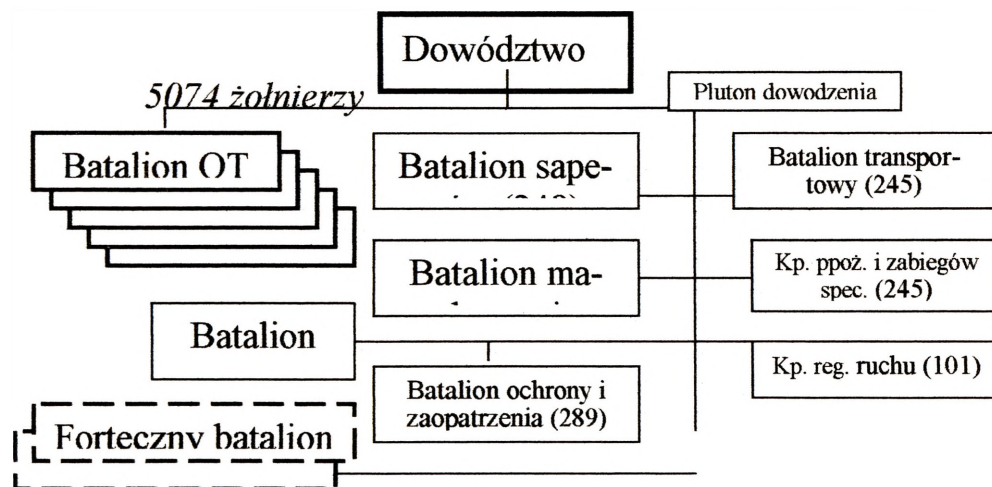 Dowództwo
5074 żołnierzy
Pluton dowodzenia
Batalion OT
Batalion sape-
Batalion transpor-
towy (245)
Batalion ma-
Kp. ppoż. i zabiegów
spec. (245)
Batalion
Kp. reg. ruchu (101)
Batalion ochrony i
zaopatrzenia (289)
Forteczny batalion